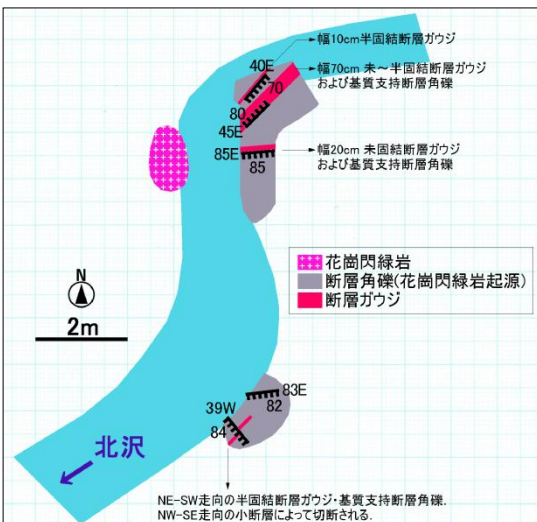 幅10cm半固結断層ガウジ
40E
70
幅70cm 未～半固結断層ガウジ
および基質支持断層角礫
80
45E
幅20cm 未固結断層ガウジ
および基質支持断層角礫
85E
85
花崗閃緑岩
断層角礫(花崗閃緑岩起源)
断層ガウジ
N
2m
83E
82
39W
84
北沢
NE-SW走向の半固結断層ガウジ・基質支持断層角礫.
NW-SE走向の小断層によって切断される.